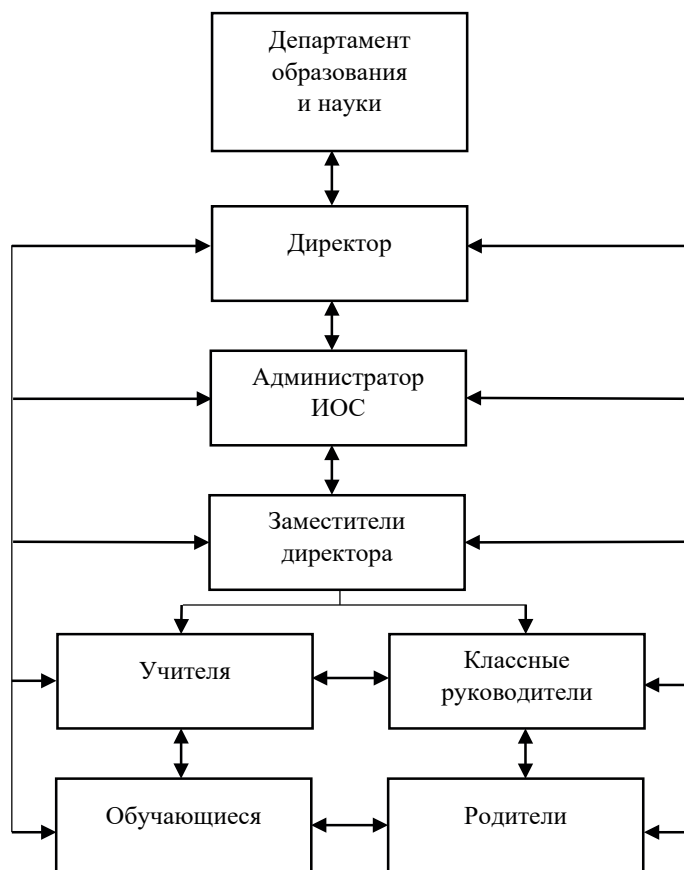 Департамент
образования
и науки
Директор
Администратор
ИОС
Заместители
директора
Учителя
Классные
руководители
Обучающиеся
Родители